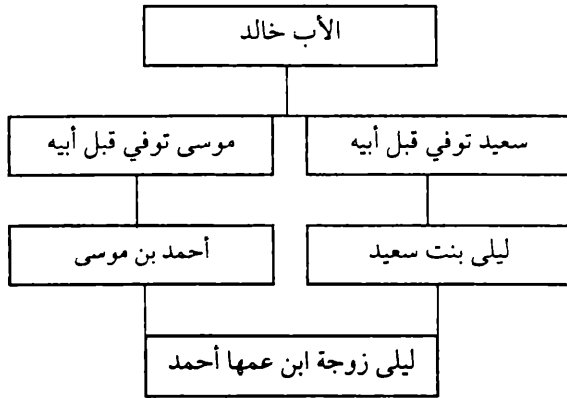 الأب خالد
سعيد توفي قبل أبيه
موسى توفي قبل أبيه
ليلى بنت سعيد
أحمد بن موسى
ليلى زوجة ابن عمها أحمد